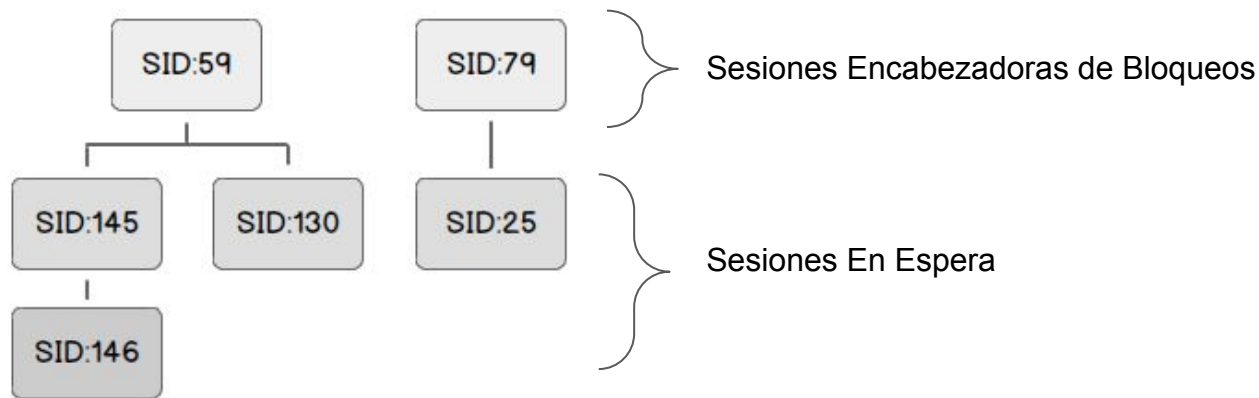 SID:59
SID:79
Sesiones Encabezadoras de Bloqueos
SID:145
SID:130
SID:25
Sesiones En Espera
SID:146